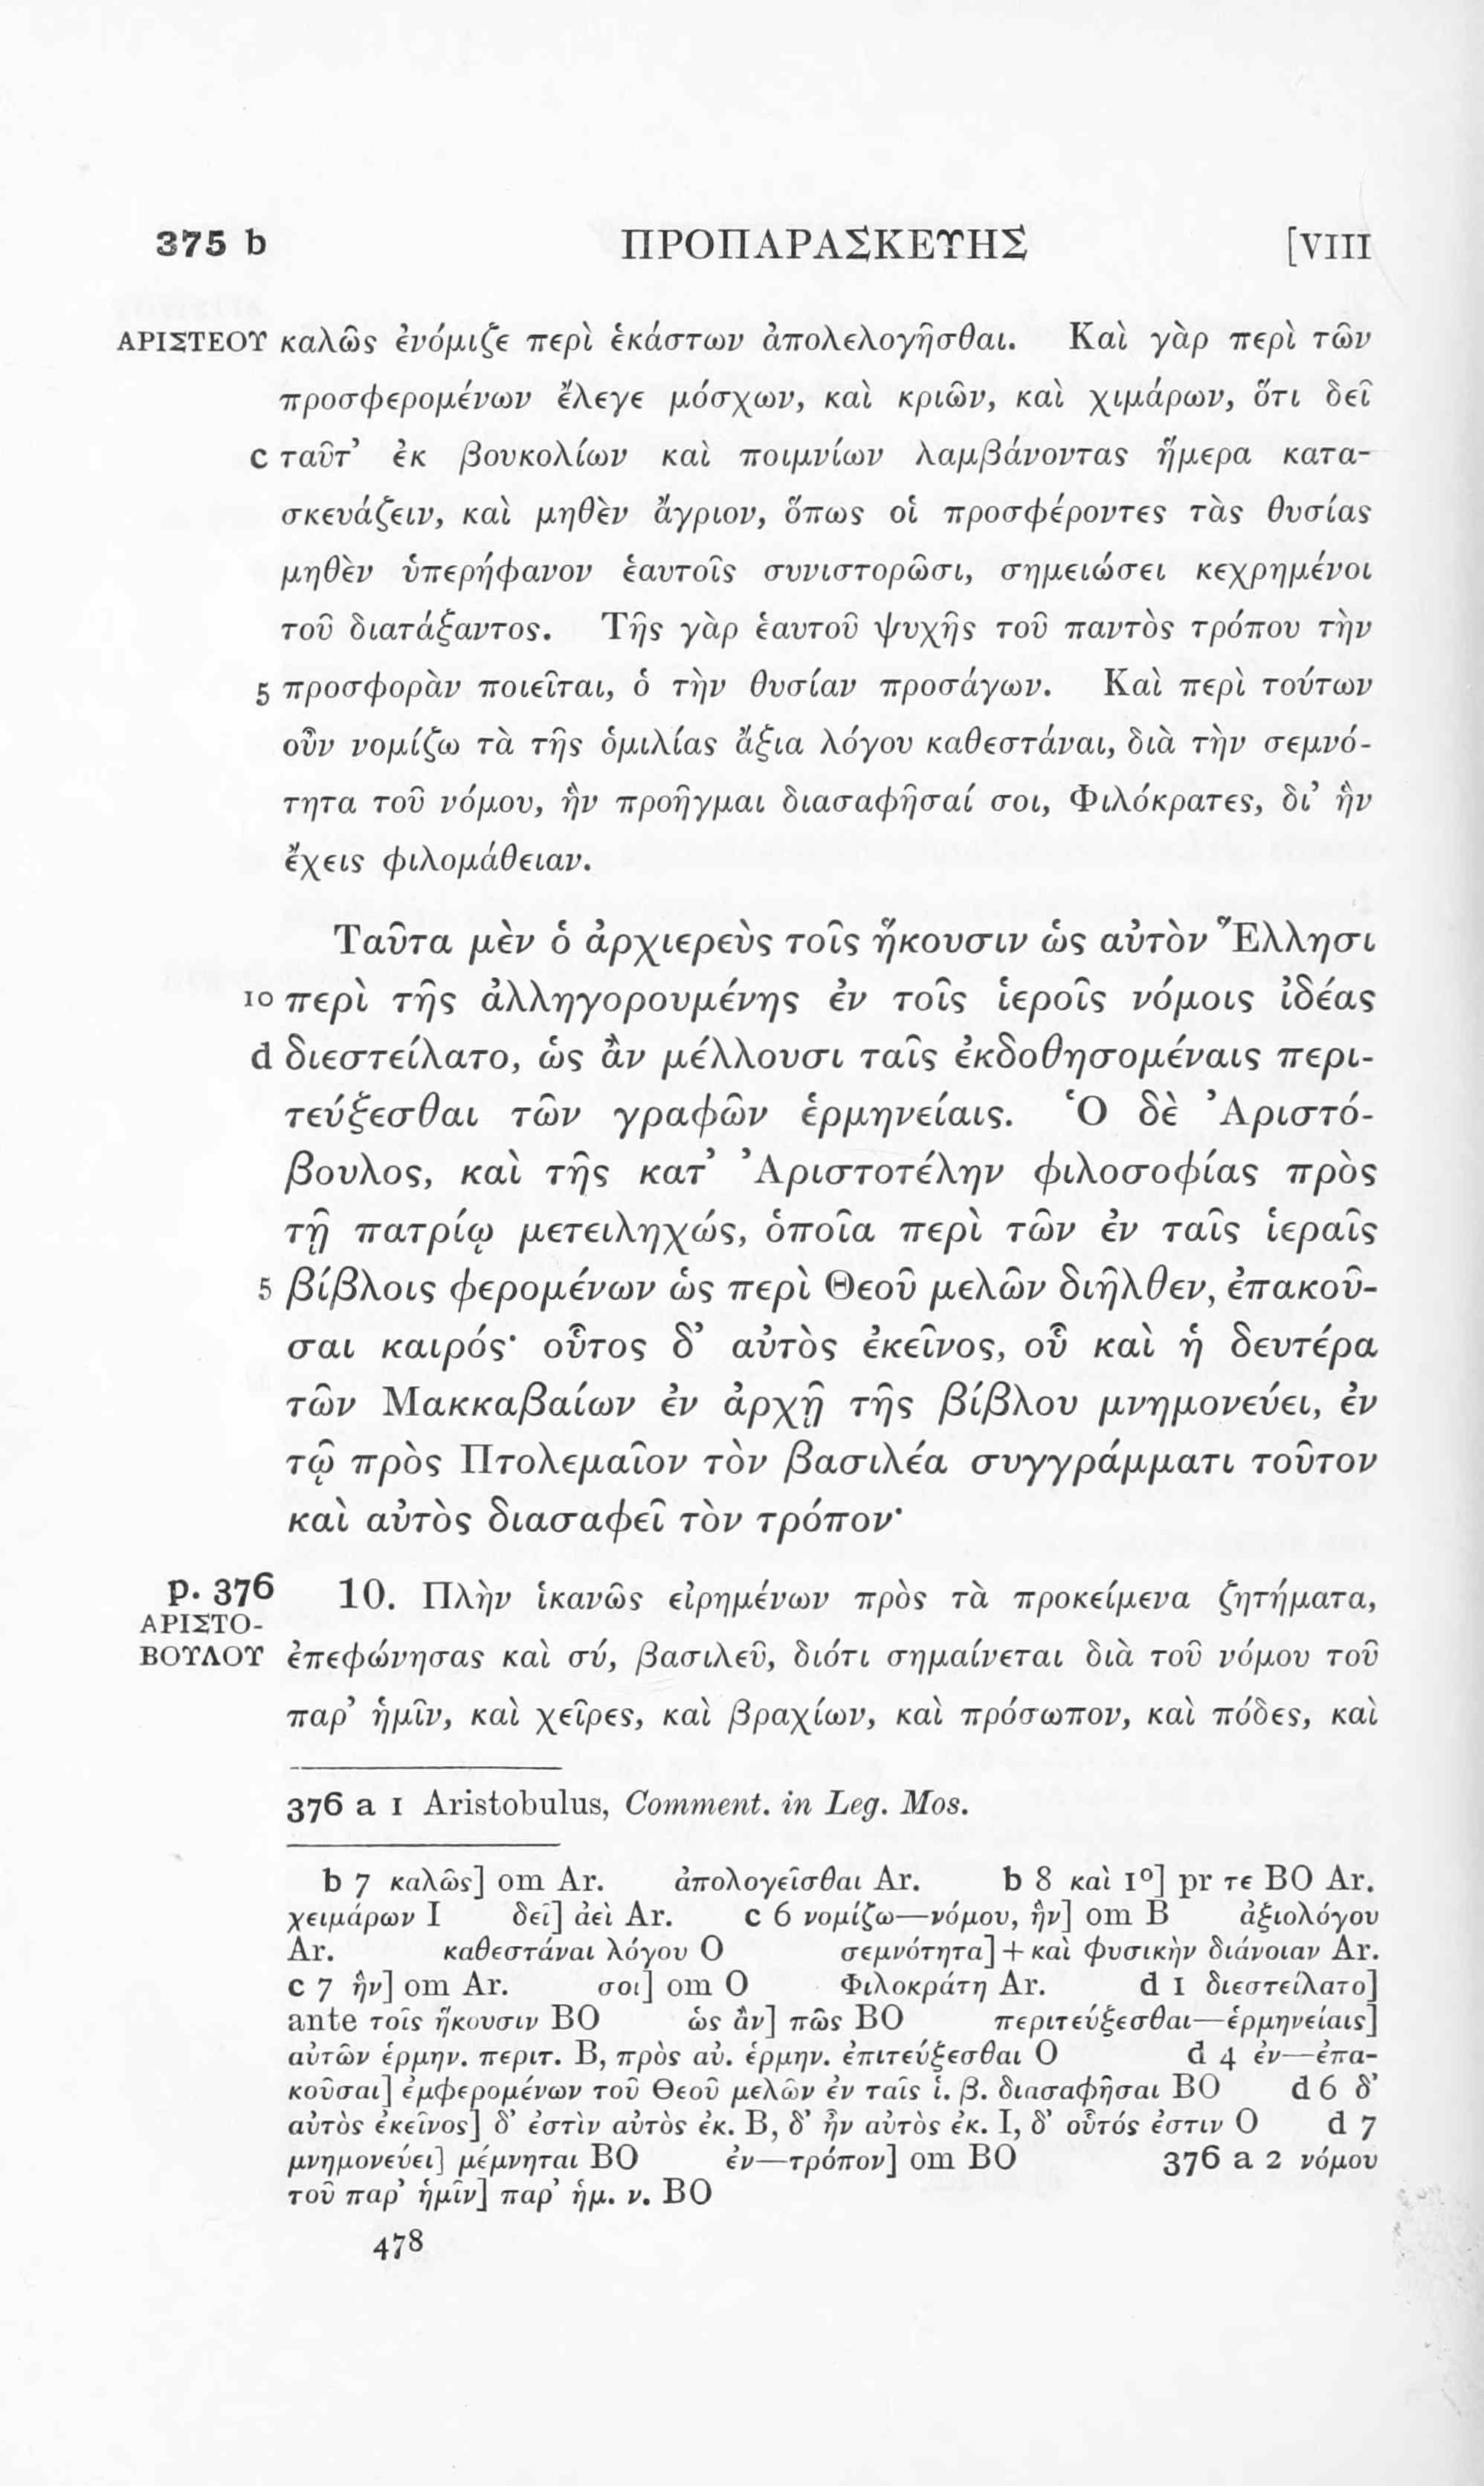 375 b ΠΡΟΠΑΡΑΣΚΕΥΗΣ [VIII
ΑΡΙΣΤΕΟΥ καλῶς ἐνόμιζε περὶ ἑκάστων ἀπολελογῆσθαι. Καὶ γὰρ περὶ τῶν
προσφερομένων ἔλεγε μόσχων, καὶ κριῶν, καὶ χιμάρων, ὅτι δεῖ
c ταῦτ’ ἐκ βουκολίων καὶ ποιμνίων λαμβάνοντας ἥμερα κατα-
σκευάζειν, καὶ μηθὲν ἄγριον, ὅπως οἱ προσφέροντες τὰς θυσίας
μηθὲν ὑπερήφανον ἑαυτοῖς συνιστορῶσι, σημειώσει κεχρημένοι
τοῦ διατάξαντος. Τῆς γὰρ ἑαυτοῦ ψυχῆς τοῦ παντὸς τρόπου τὴν
5 προσφορὰν ποιεῖται, ὁ τὴν θυσίαν προσάγων. Καὶ περὶ τούτων
οὖν νομίζω τὰ τῆς ὁμιλίας ἄξια λόγου καθεστάναι, διὰ τὴν σεμνό-
τητα τοῦ νόμου, ἣν προῆγμαι διασαφῆσαί σοι, Φιλόκρατες, δι’ ἣν
ἔχεις φιλομάθειαν.
Ταῦτα μὲν ὁ ἀρχιερεὺς τοῖς ἥκουσιν ὡς αὐτὸν Ἕλλησι
10 περὶ τῆς ἀλληγορουμένης ἐν τοῖς ἱεροῖς νόμοις ἰδέας
d διεστείλατο, ὡς ἂν μέλλουσι ταῖς ἐκδοθησομέναις περι-
τεύξεσθαι τῶν γραφῶν ἑρμηνείαις. Ὁ δὲ Ἀριστό-
βουλος, καὶ τῆς κατ’ Ἀριστοτέλην φιλοσοφίας πρὸς
τῇ πατρίῳ μετειληχώς, ὁποῖα περὶ τῶν ἐν ταῖς ἱεραῖς
5 βίβλοις φερομένων ὡς περὶ Θεοῦ μελῶν διῆλθεν, ἐπακοῦ-
σαι καιρός· οὗτος δ’ αὐτὸς ἐκεῖνος, οὗ καὶ ἡ δευτέρα
τῶν Μακκαβαίων ἐν ἀρχῇ τῆς βίβλου μνημονεύει, ἐν
τῷ πρὸς Πτολεμαῖον τὸν βασιλέα συγγράμματι τοῦτον
καὶ αὐτὸς διασαφεῖ τὸν τρόπον·
p. 376 10. Πλὴν ἱκανῶς εἰρημένων πρὸς τὰ προκείμενα ζητήματα,
ΑΡΙΣΤΟ-
ΒΟΥΛΟΥ ἐπεφώνησας καὶ σύ, βασιλεῦ, διότι σημαίνεται διὰ τοῦ νόμου τοῦ
παρ’ ἡμῖν, καὶ χεῖρες, καὶ βραχίων, καὶ πρόσωπον, καὶ πόδες, καὶ
376 a 1 Aristobulus, Comment. in Leg. Mos.
b 7 καλῶς] om Ar. ἀπολογεῖσθαι Ar. b 8 καὶ 1º] pr τε BO Ar.
χειμάρων I δεῖ] ἀεὶ Ar. c 6 νομίζω—νόμου, ἣν] om B ἀξιολόγου
Ar. καθεστάναι λόγου O σεμνότητα] + καὶ φυσικὴν διάνοιαν Ar.
c 7 ἣν] om Ar. σοι] om O Φιλοκράτη Ar. d 1 διεστείλατο]
ante τοῖς ἥκουσιν BO ὡς ἂν] πῶς BO περιτεύξεσθαι—ἑρμηνείαις]
αὐτῶν ἑρμην. περιτ. B, πρὸς αὐ. ἑρμην. ἐπιτεύξεσθαι O d 4 ἐν—ἐπα-
κοῦσαι] ἐμφερομένων τοῦ Θεοῦ μελῶν ἐν ταῖς ἱ. β. διασαφῆσαι BO d 6 δ’
αὐτὸς ἐκεῖνος] δ’ ἐστὶν αὐτὸς ἐκ. B, δ’ ἦν αὐτὸς ἐκ. I, δ’ οὗτός ἐστιν O d 7
μνημονεύει] μέμνηται BO ἐν—τρόπον] om BO 376 a 2 νόμου
τοῦ παρ’ ἡμῖν] παρ’ ἡμ. ν. BO
478